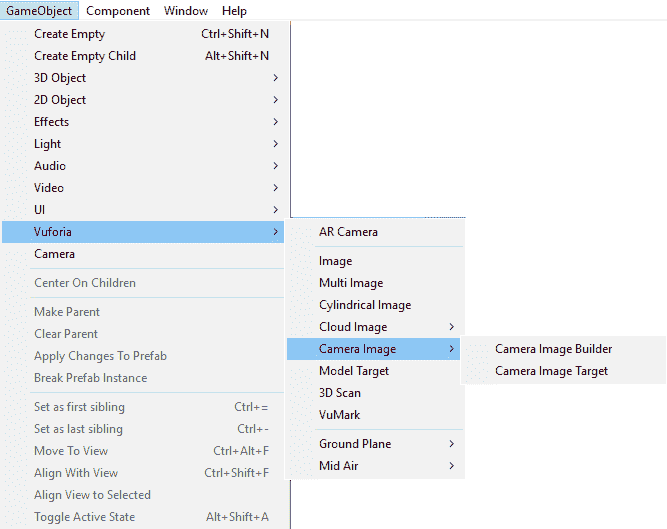 GameObject Component Window Help
Create Empty Ctrl+Shift+N
Create Empty Child Alt+Shift+N
3D Object
2D Object
Effects
Light
Audio
Video
UI
Vuforia
Camera
Center On Children
Make Parent
Clear Parent
Apply Changes To Prefab
Break Prefab Instance
Set as first sibling Ctrl+=
Set as last sibling Ctrl+-
Move To View Ctrl+Alt+F
Align With View Ctrl+Shift+F
Align View to Selected
Toggle Active State Alt+Shift+A
AR Camera
Image
Multi Image
Cylindrical Image
Cloud Image
Camera Image
Model Target
3D Scan
VuMark
Ground Plane
Mid Air
Camera Image Builder
Camera Image Target